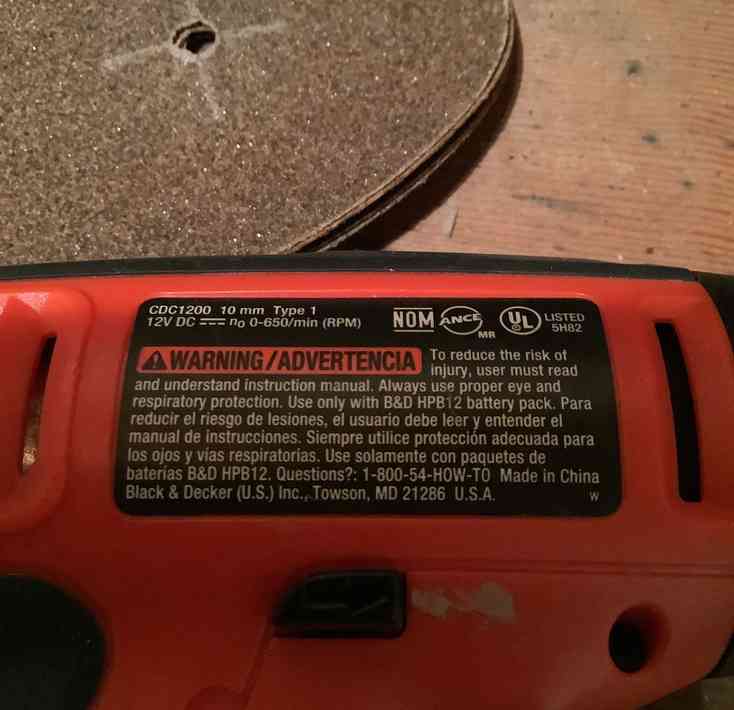 CDC1200 10 mm Type 1
12V DC ⎓ no 0-650/min (RPM)
NOM ANCE MR UL LISTED
5H82
WARNING/ADVERTENCIA To reduce the risk of
injury, user must read
and understand instruction manual. Always use proper eye and
respiratory protection. Use only with B&D HPB12 battery pack. Para
reducir el riesgo de lesiones, el usuario debe leer y entender el
manual de instrucciones. Siempre utilice protección adecuada para
los ojos y vías respiratorias. Use solamente con paquetes de
baterías B&D HPB12. Questions?: 1-800-54-HOW-TO Made in China
Black & Decker (U.S.) Inc., Towson, MD 21286 U.S.A. W